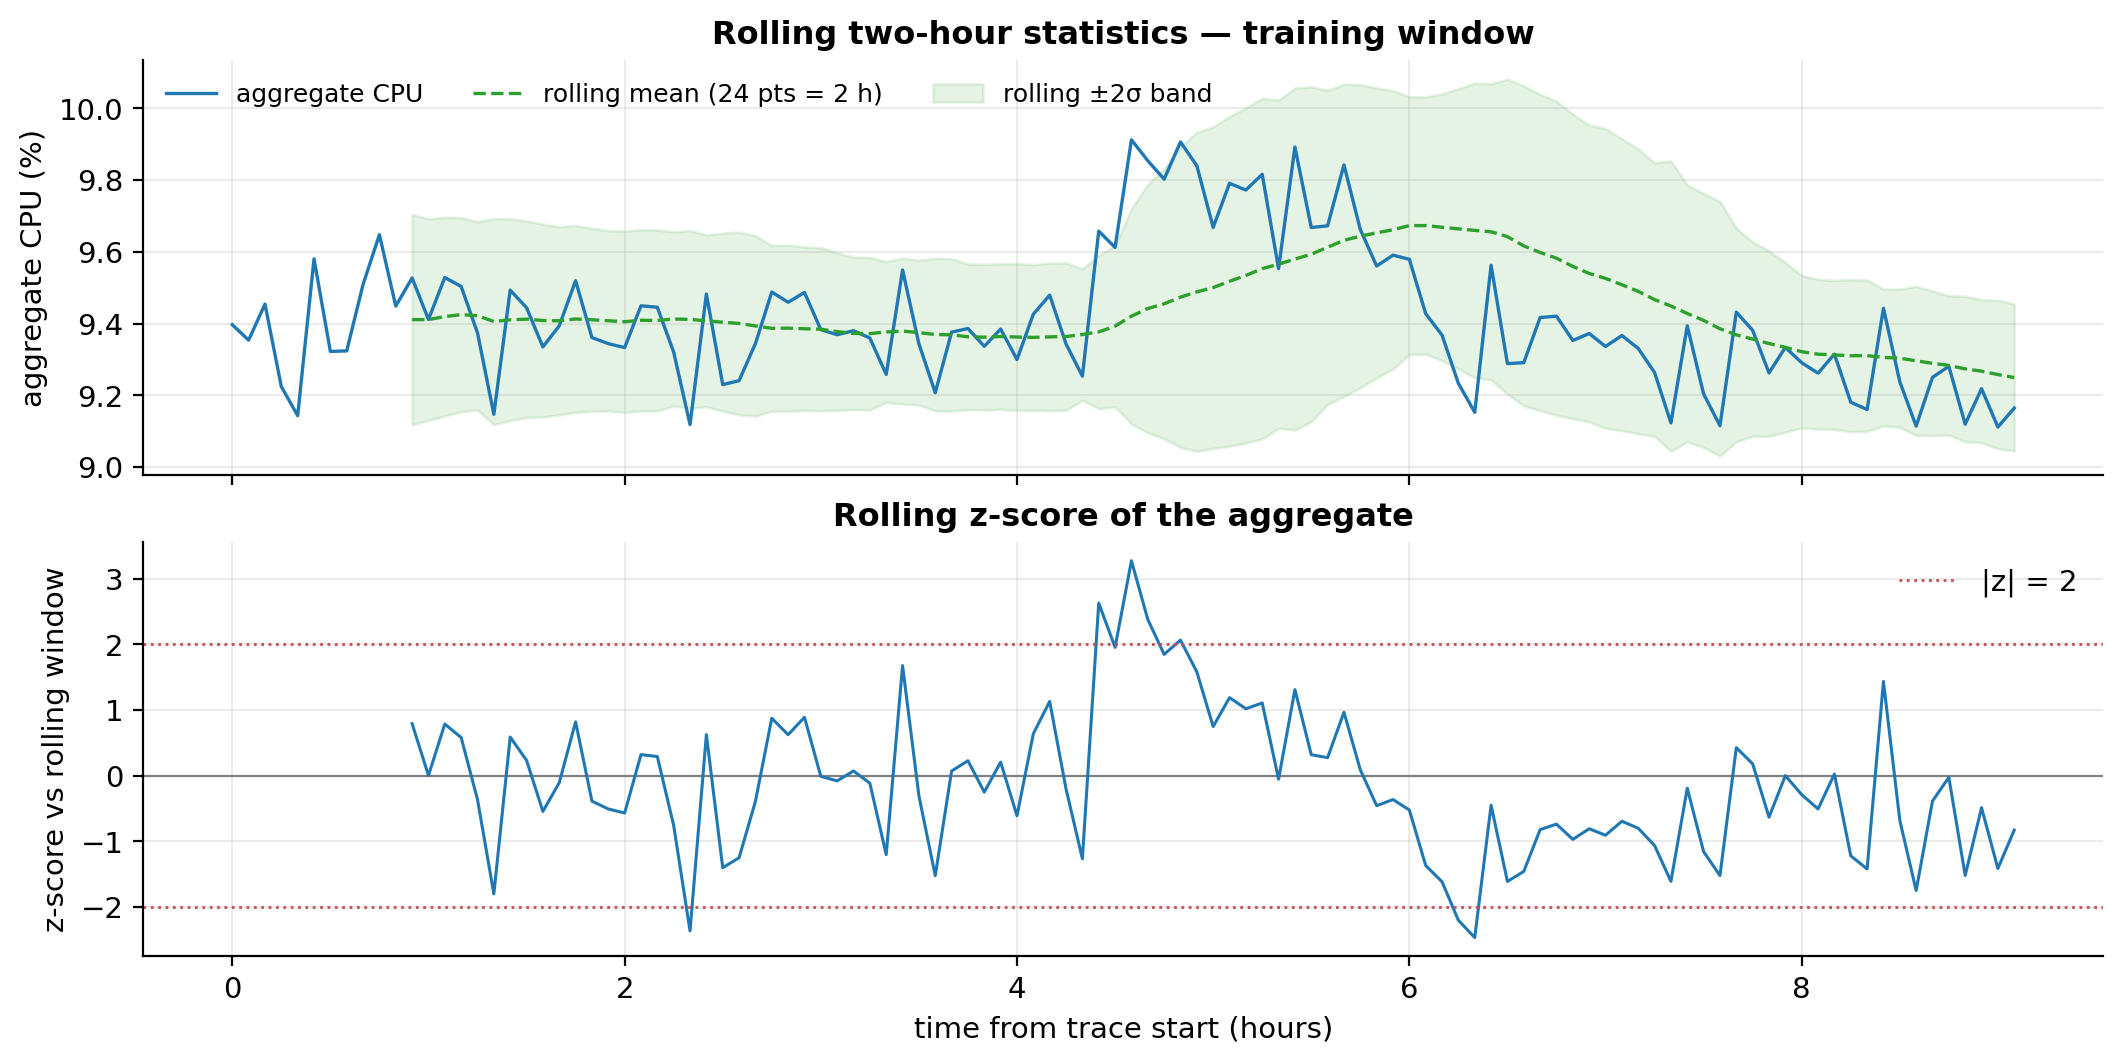 Rolling two-hour statistics — training window
aggregate CPU (%)
aggregate CPU
rolling mean (24 pts = 2 h)
rolling ±2σ band
10.0
9.8
9.6
9.4
9.2
9.0
Rolling z-score of the aggregate
z-score vs rolling window
|z| = 2
3
2
1
0
−1
−2
0
2
4
6
8
time from trace start (hours)